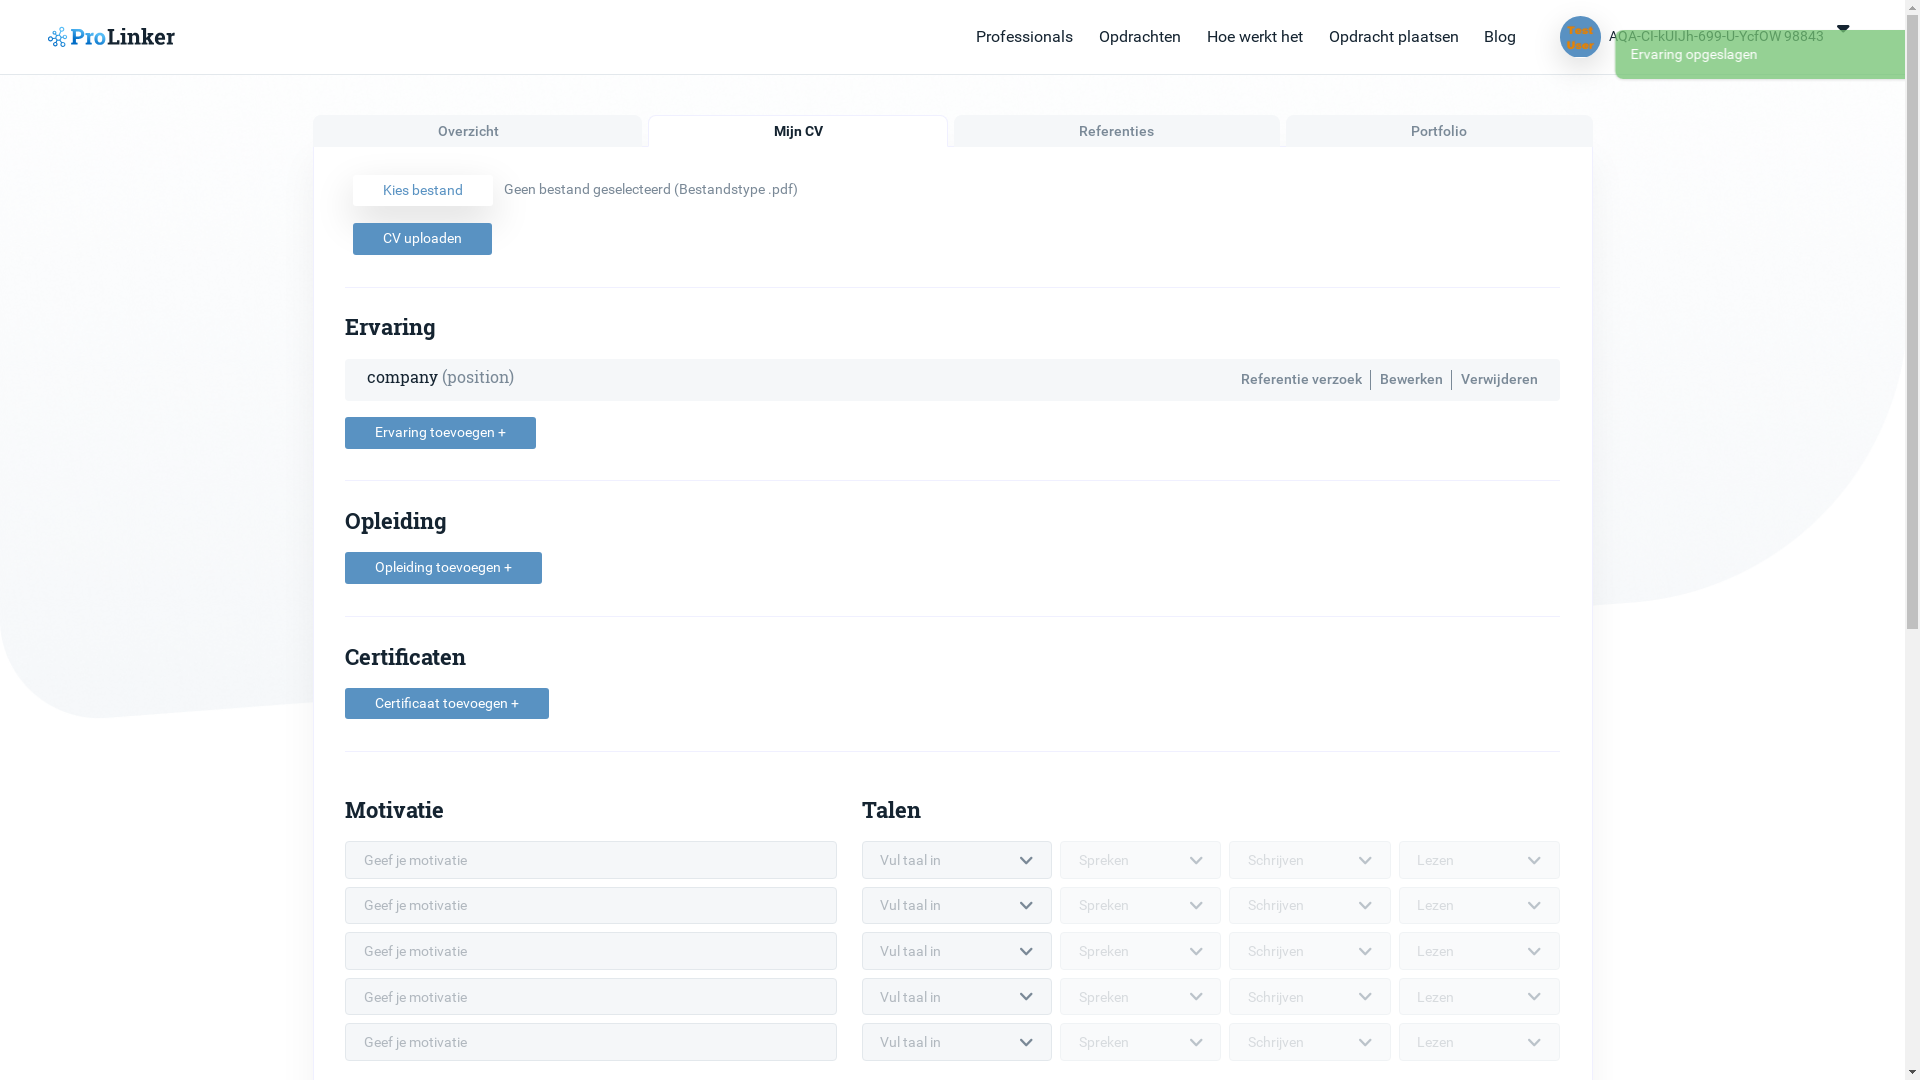 ProLinker
Professionals Opdrachten Hoe werkt het Opdracht plaatsen Blog
Test User
AQA-CI-kUIJh-699-U-YcfOW 98843
Ervaring opgeslagen
Overzicht Mijn CV Referenties Portfolio
Kies bestand Geen bestand geselecteerd (Bestandstype .pdf)
CV uploaden
Ervaring
company (position) Referentie verzoek Bewerken Verwijderen
Ervaring toevoegen +
Opleiding
Opleiding toevoegen +
Certificaten
Certificaat toevoegen +
Motivatie Talen
Geef je motivatie Vul taal in Spreken Schrijven Lezen
Geef je motivatie Vul taal in Spreken Schrijven Lezen
Geef je motivatie Vul taal in Spreken Schrijven Lezen
Geef je motivatie Vul taal in Spreken Schrijven Lezen
Geef je motivatie Vul taal in Spreken Schrijven Lezen